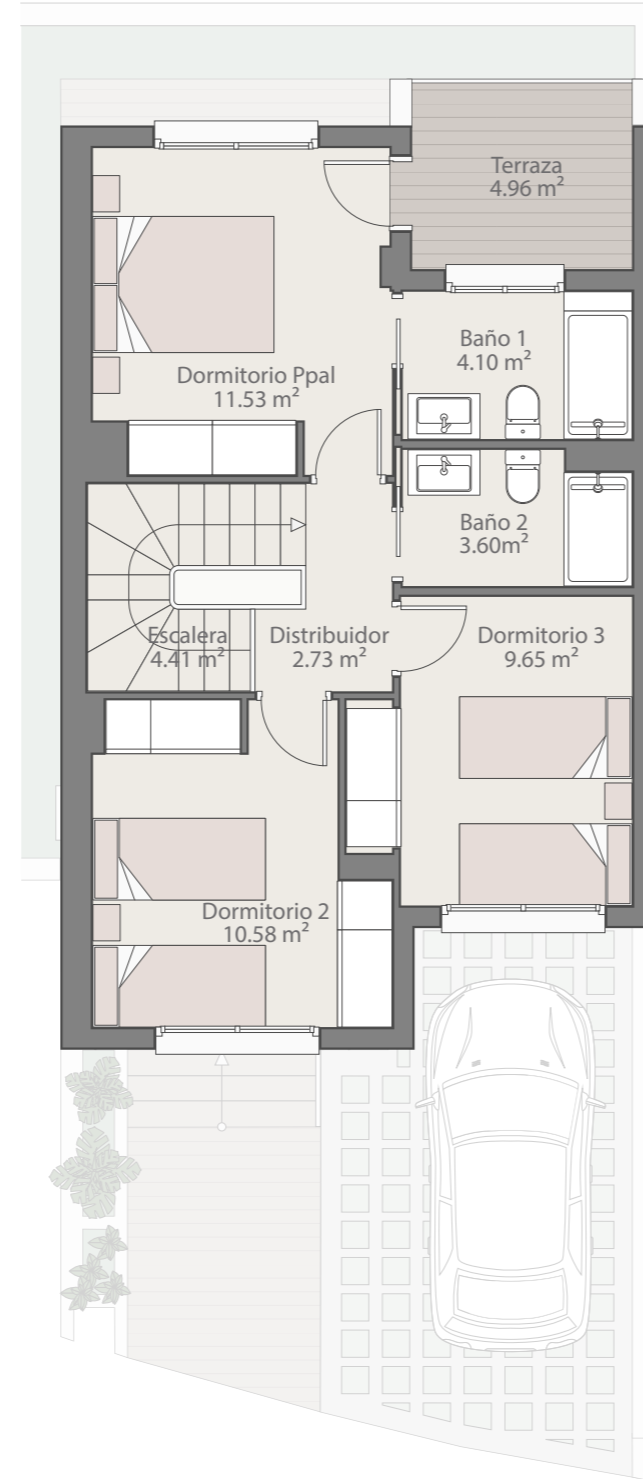 Terraza
4.96 m²
Baño 1
4.10 m²
Dormitorio Ppal
11.53 m²
Baño 2
3.60m²
Escalera
4.41 m²
Distribuidor
2.73 m²
Dormitorio 3
9.65 m²
Dormitorio 2
10.58 m²